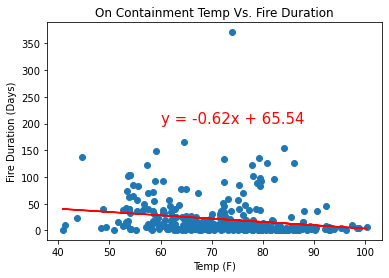 On Containment Temp Vs. Fire Duration
Fire Duration (Days)
350
300
250
200
150
100
50
0
y = -0.62x + 65.54
40 50 60 70 80 90 100
Temp (F)